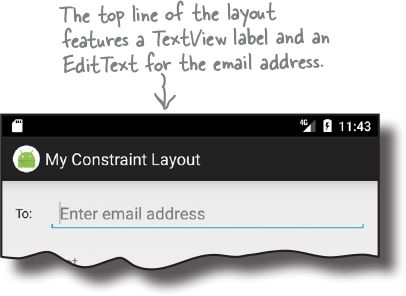 The top line of the layout
features a TextView label and an
EditText for the email address.
4G 11:43
My Constraint Layout
To: Enter email address